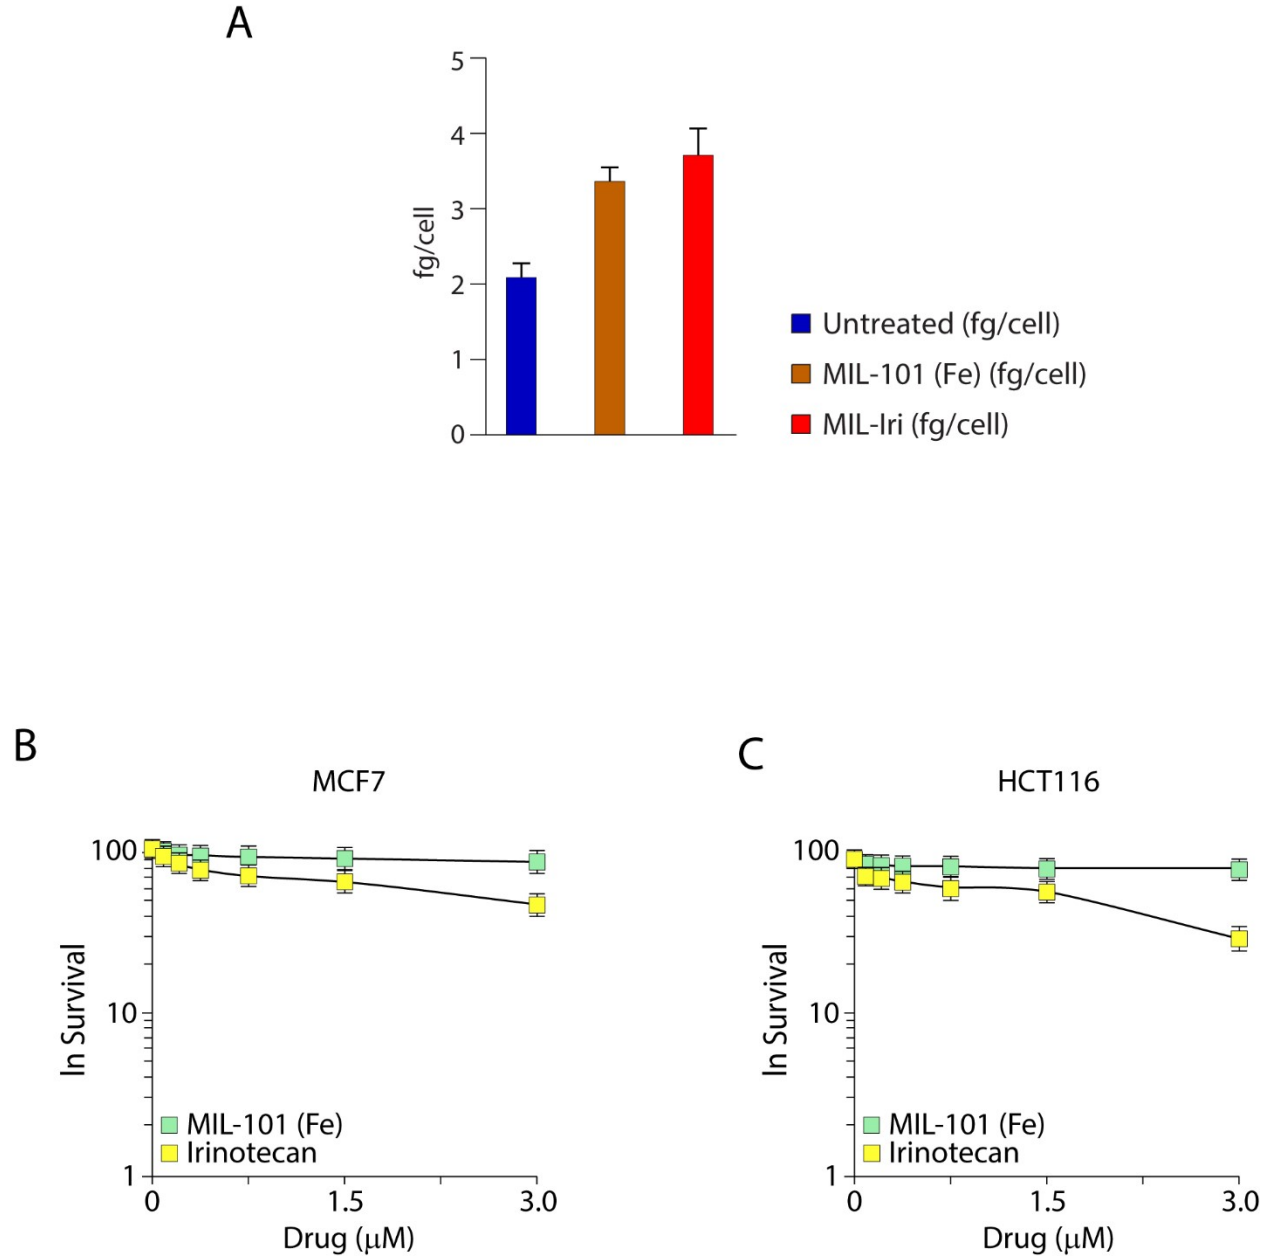 A
5
4
3
2
1
0
fg/cell
Untreated (fg/cell)
MIL-101 (Fe) (fg/cell)
MIL-Iri (fg/cell)
B
MCF7
100
10
1
ln Survival
MIL-101 (Fe)
Irinotecan
0 1.5 3.0
Drug (μM)
C
HCT116
100
10
1
ln Survival
MIL-101 (Fe)
Irinotecan
0 1.5 3.0
Drug (μM)